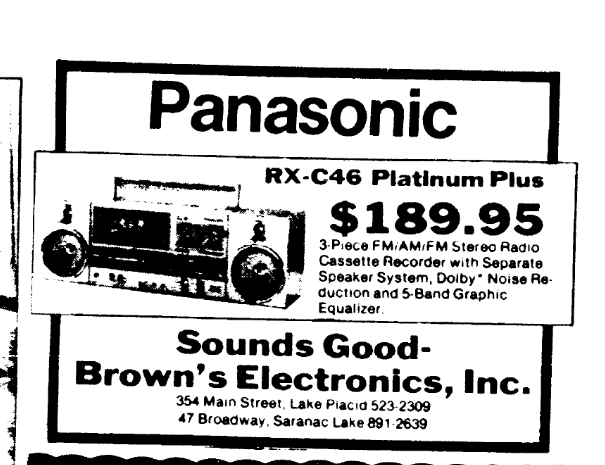 Panasonic
RX-C46 Platinum Plus
$189.95
3-Piece FM/AM/FM Stereo Radio
Cassette Recorder with Separate
Speaker System, Dolby* Noise Re-
duction and 5-Band Graphic
Equalizer.
Sounds Good-
Brown's Electronics, Inc.
354 Main Street, Lake Placid 523-2309
47 Broadway, Saranac Lake 891-2639